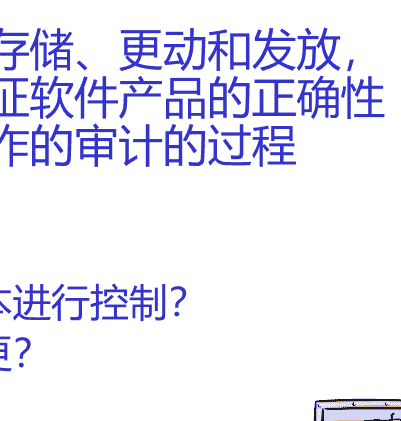 存储、更动和发放，
证软件产品的正确性
作的审计的过程
本进行控制？
更？